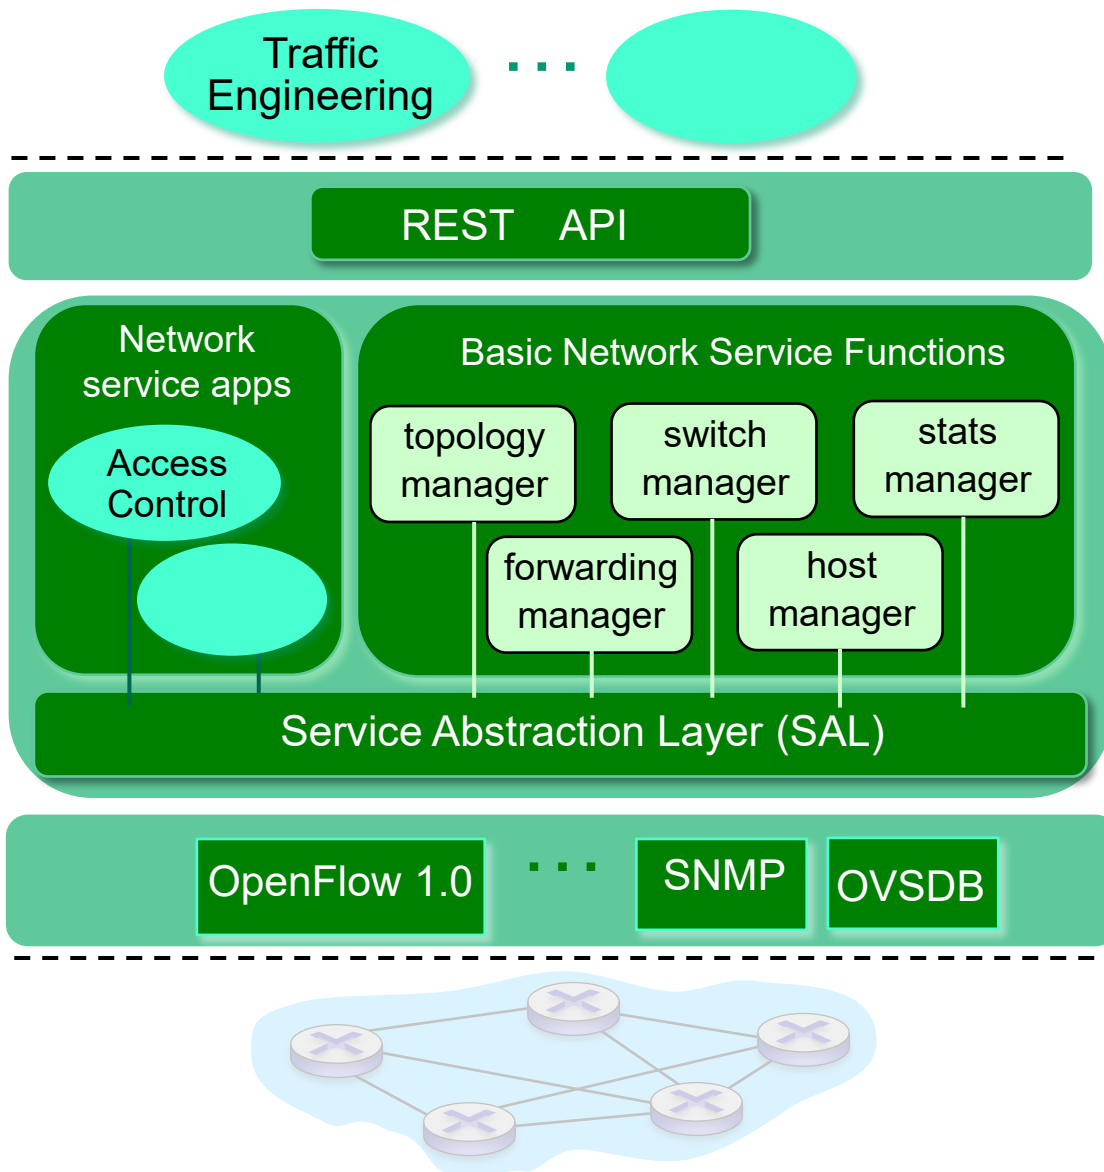 Traffic
Engineering
. . .
REST API
Network
service apps
Basic Network Service Functions
Access
Control
topology
manager
switch
manager
stats
manager
forwarding
manager
host
manager
Service Abstraction Layer (SAL)
OpenFlow 1.0
. . .
SNMP
OVSDB